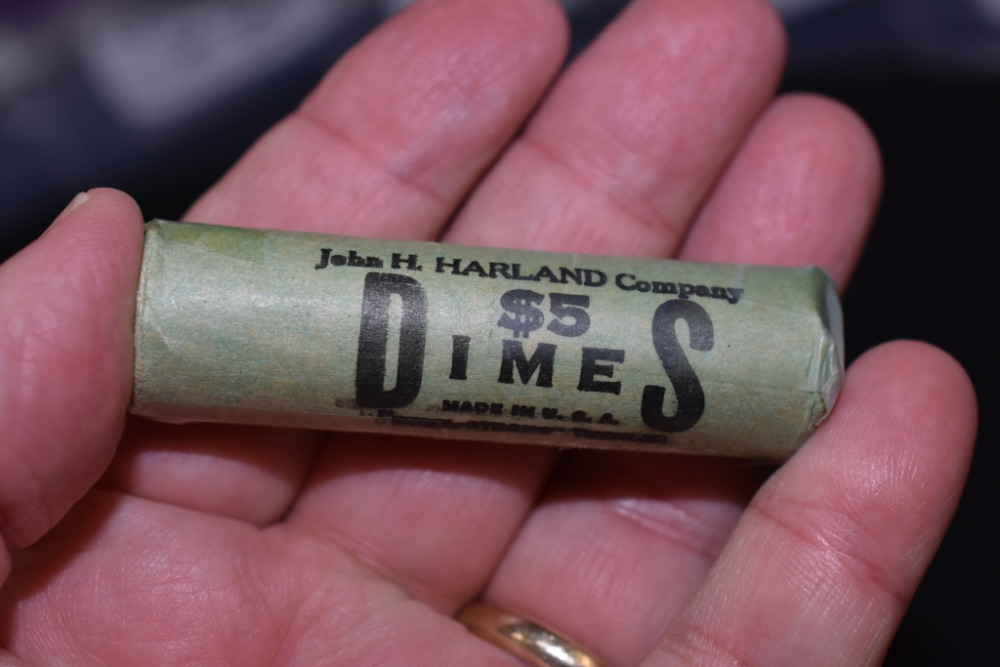 John H. HARLAND Company
$5
DIMES
MADE IN U. S. A.